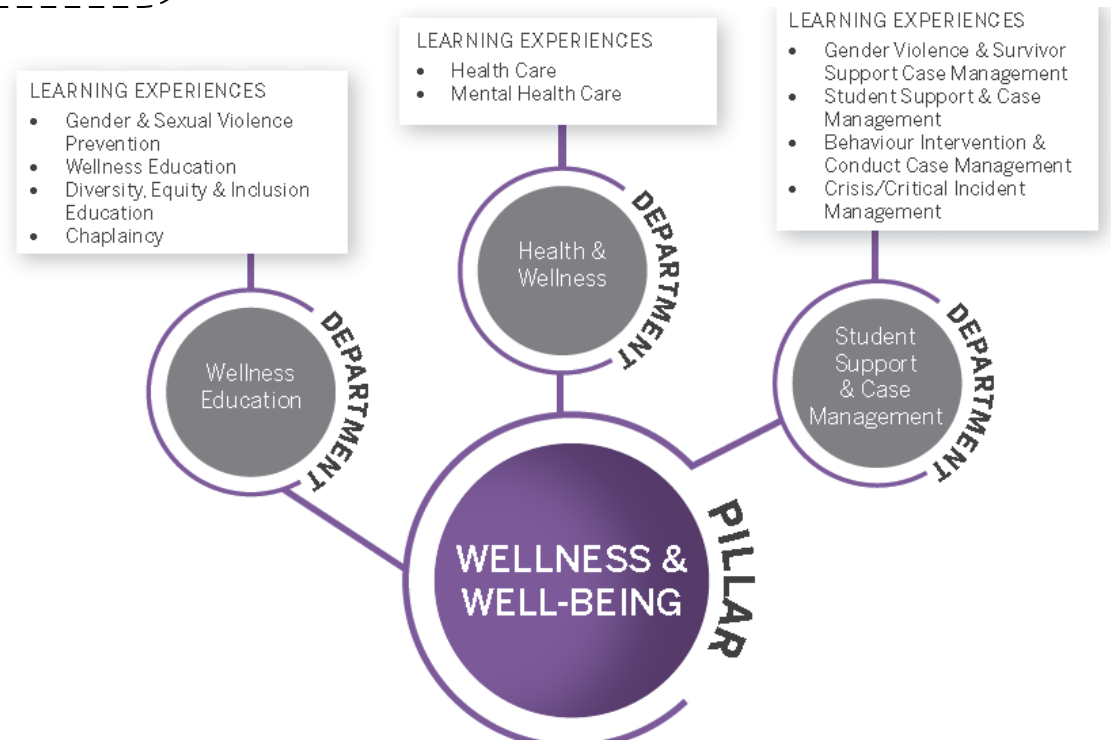 LEARNING EXPERIENCES
• Gender & Sexual Violence
Prevention
• Wellness Education
• Diversity, Equity & Inclusion
Education
• Chaplaincy
Wellness
Education
DEPARTMENT
LEARNING EXPERIENCES
• Health Care
• Mental Health Care
Health &
Wellness
DEPARTMENT
LEARNING EXPERIENCES
• Gender Violence & Survivor
Support Case Management
• Student Support & Case
Management
• Behaviour Intervention &
Conduct Case Management
• Crisis/Critical Incident
Management
Student
Support
& Case
Management
DEPARTMENT
WELLNESS &
WELL-BEING
PILLAR